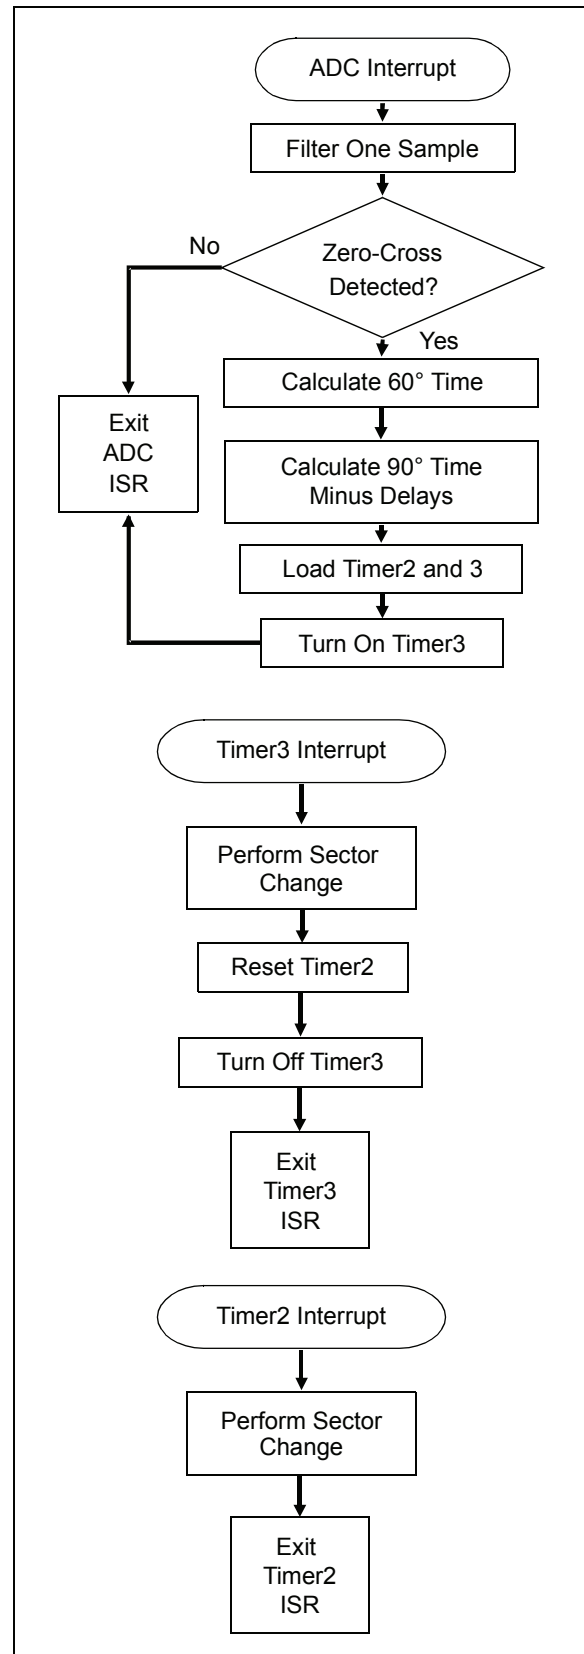 ADC Interrupt
Filter One Sample
No
Zero-Cross
Detected?
Yes
Calculate 60° Time
Exit
ADC
ISR
Calculate 90° Time
Minus Delays
Load Timer2 and 3
Turn On Timer3
Timer3 Interrupt
Perform Sector
Change
Reset Timer2
Turn Off Timer3
Exit
Timer3
ISR
Timer2 Interrupt
Perform Sector
Change
Exit
Timer2
ISR